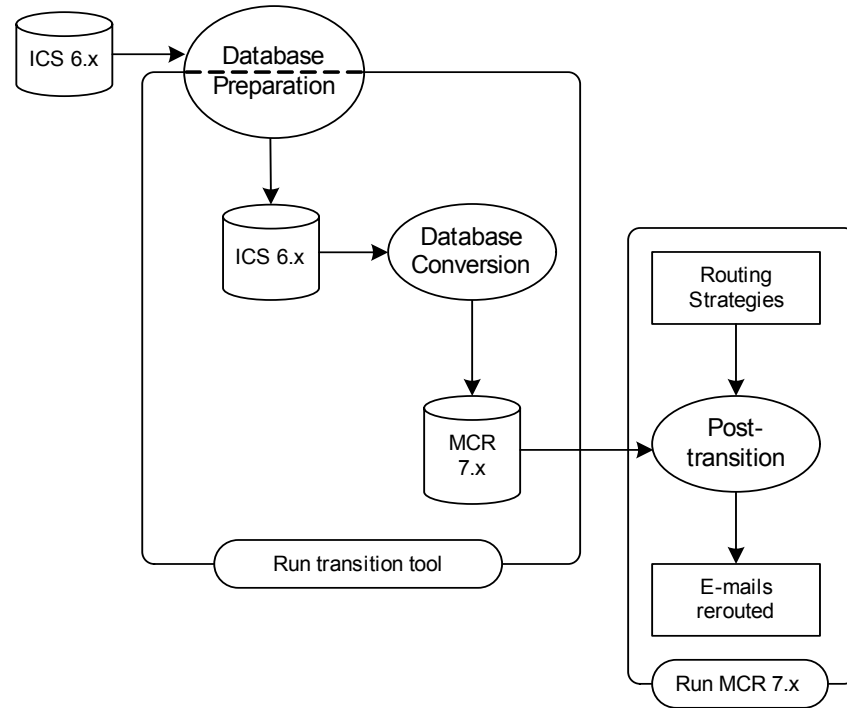 ICS 6.x
Database
Preparation
ICS 6.x
Database
Conversion
MCR
7.x
Run transition tool
Routing
Strategies
Post-
transition
E-mails
rerouted
Run MCR 7.x